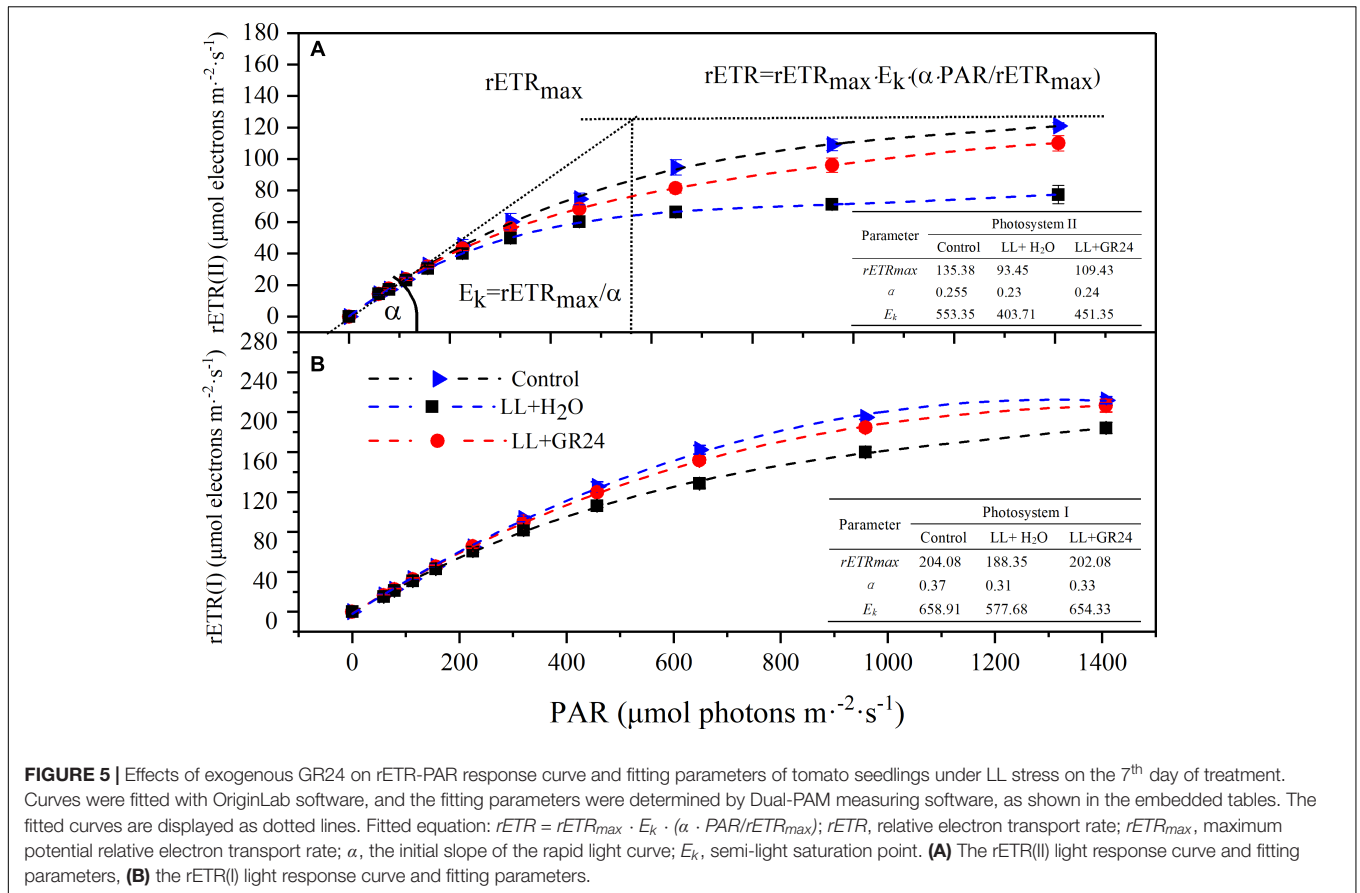 A
rETR(II) (μmol electrons m·⁻²·s⁻¹)
180
160
140
120
100
80
60
40
20
0
rETRmax
rETR=rETRmax·Ek·(α·PAR/rETRmax)
α
Ek=rETRmax/α
Parameter
Photosystem II
Control LL+ H2O LL+GR24
rETRmax 135.38 93.45 109.43
α 0.255 0.23 0.24
Ek 553.35 403.71 451.35
B
rETR(I) (μmol electrons m·⁻²·s⁻¹)
280
240
200
160
120
80
40
0
Control
LL+H2O
LL+GR24
Parameter
Photosystem I
Control LL+ H2O LL+GR24
rETRmax 204.08 188.35 202.08
α 0.37 0.31 0.33
Ek 658.91 577.68 654.33
0 200 400 600 800 1000 1200 1400
PAR (μmol photons m·⁻²·s⁻¹)
FIGURE 5 | Effects of exogenous GR24 on rETR-PAR response curve and fitting parameters of tomato seedlings under LL stress on the 7th day of treatment.
Curves were fitted with OriginLab software, and the fitting parameters were determined by Dual-PAM measuring software, as shown in the embedded tables. The
fitted curves are displayed as dotted lines. Fitted equation: rETR = rETRmax · Ek · (α · PAR/rETRmax); rETR, relative electron transport rate; rETRmax, maximum
potential relative electron transport rate; α, the initial slope of the rapid light curve; Ek, semi-light saturation point. (A) The rETR(II) light response curve and fitting
parameters, (B) the rETR(I) light response curve and fitting parameters.